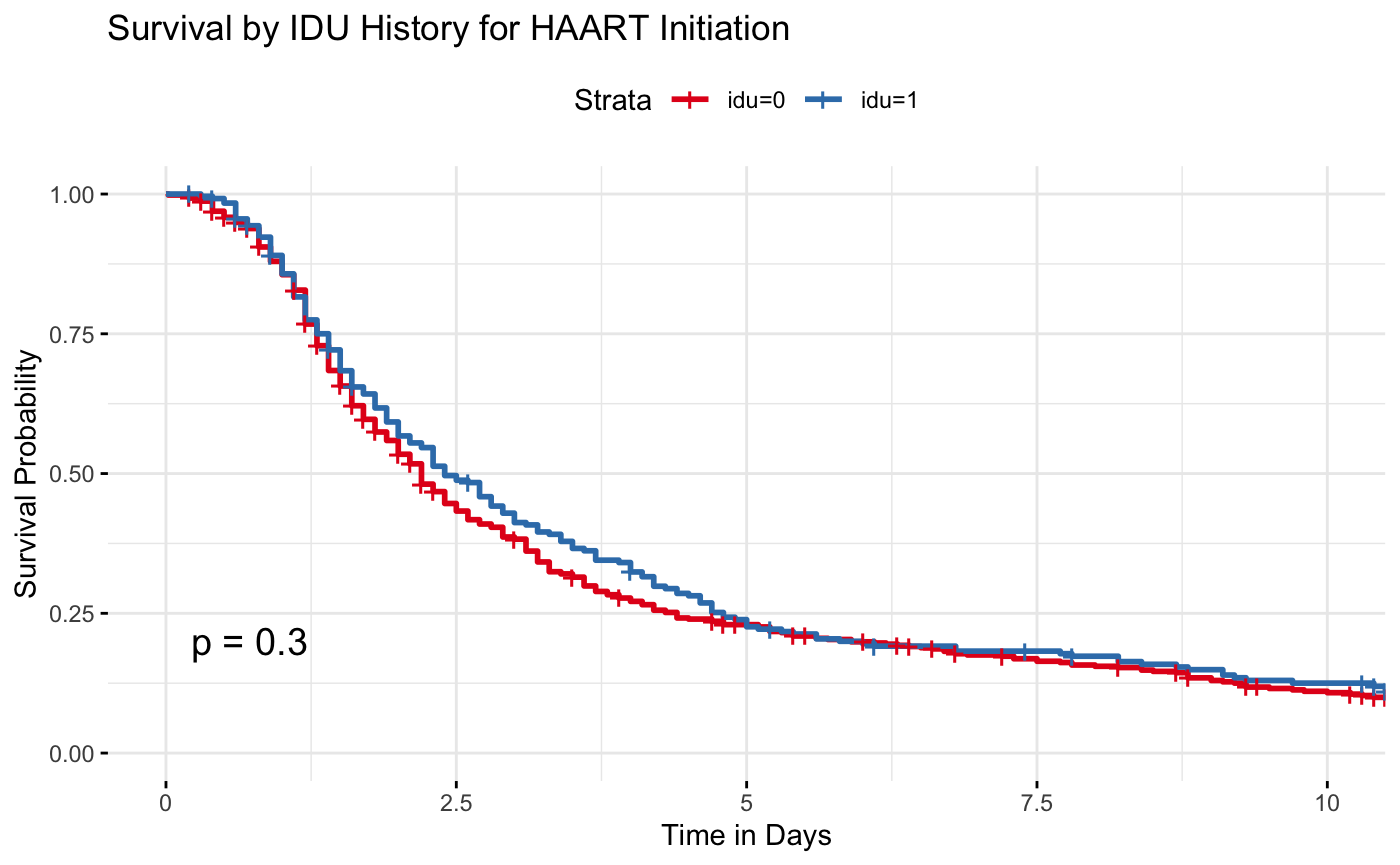 Survival by IDU History for HAART Initiation
Strata idu=0 idu=1
Survival Probability
1.00
0.75
0.50
0.25
0.00
p = 0.3
0 2.5 5 7.5 10
Time in Days